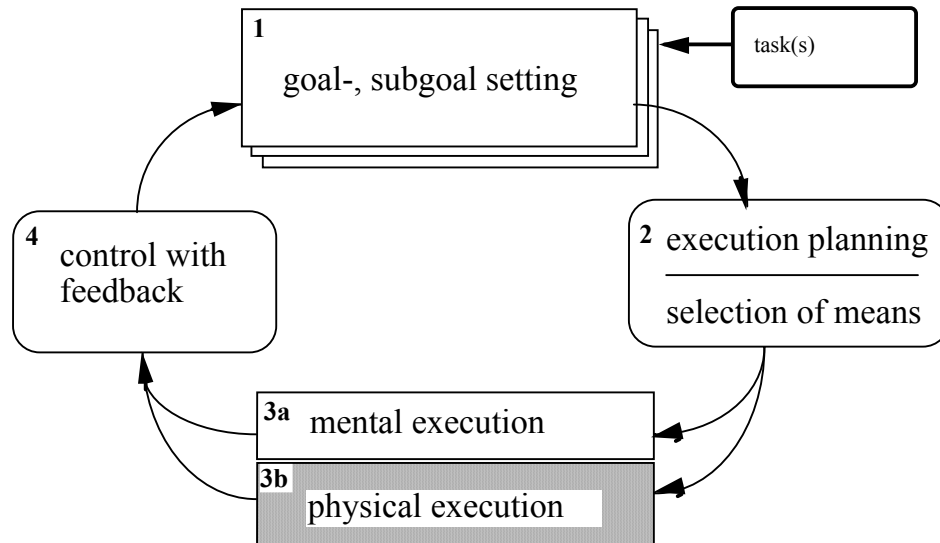 1
goal-, subgoal setting
task(s)
2
execution planning
selection of means
3a
mental execution
3b
physical execution
4
control with
feedback